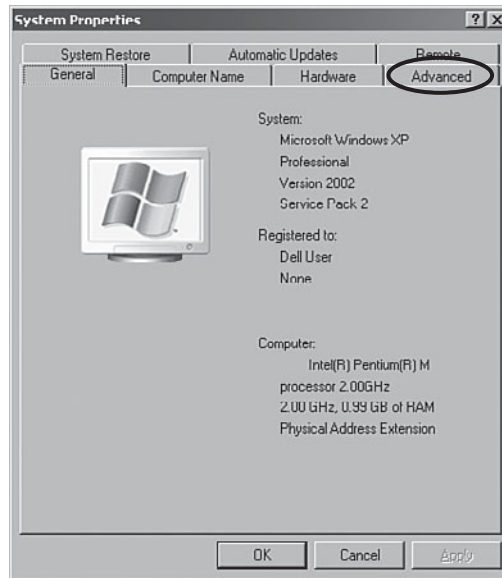 System Properties
System Restore
Automatic Updates
Remote
General
Computer Name
Hardware
Advanced
System:
Microsoft Windows XP
Professional
Version 2002
Service Pack 2
Registered to:
Dell User
None
Computer:
Intel(R) Pentium(R) M
processor 2.00GHz
2.00 GHz, 0.99 GB of RAM
Physical Address Extension
OK
Cancel
Apply